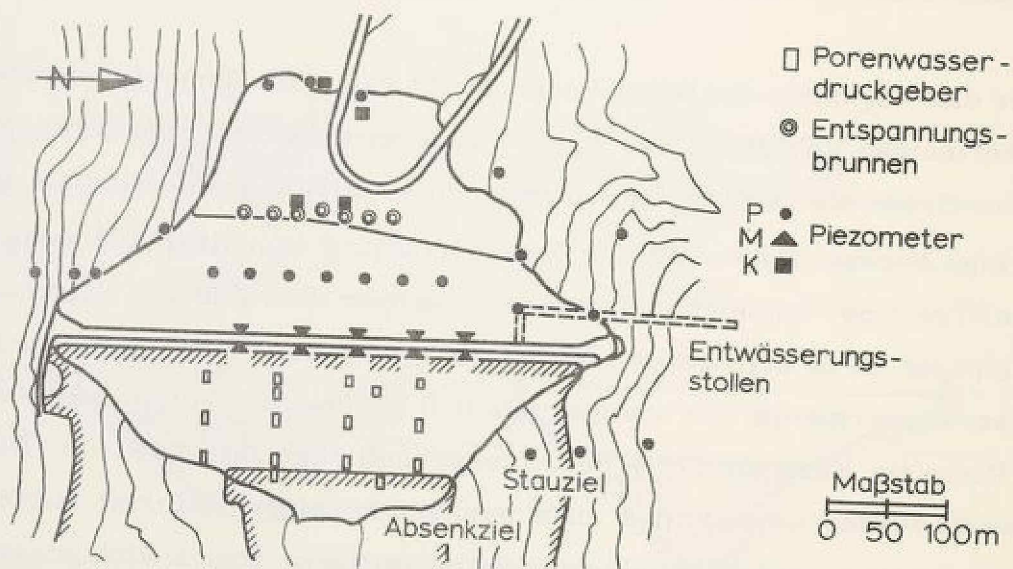 N
Porenwasser-
druckgeber
Entspannungs-
brunnen
P
M Piezometer
K
Entwässerungs-
stollen
Stauziel
Absenkziel
Maßstab
0 50 100m